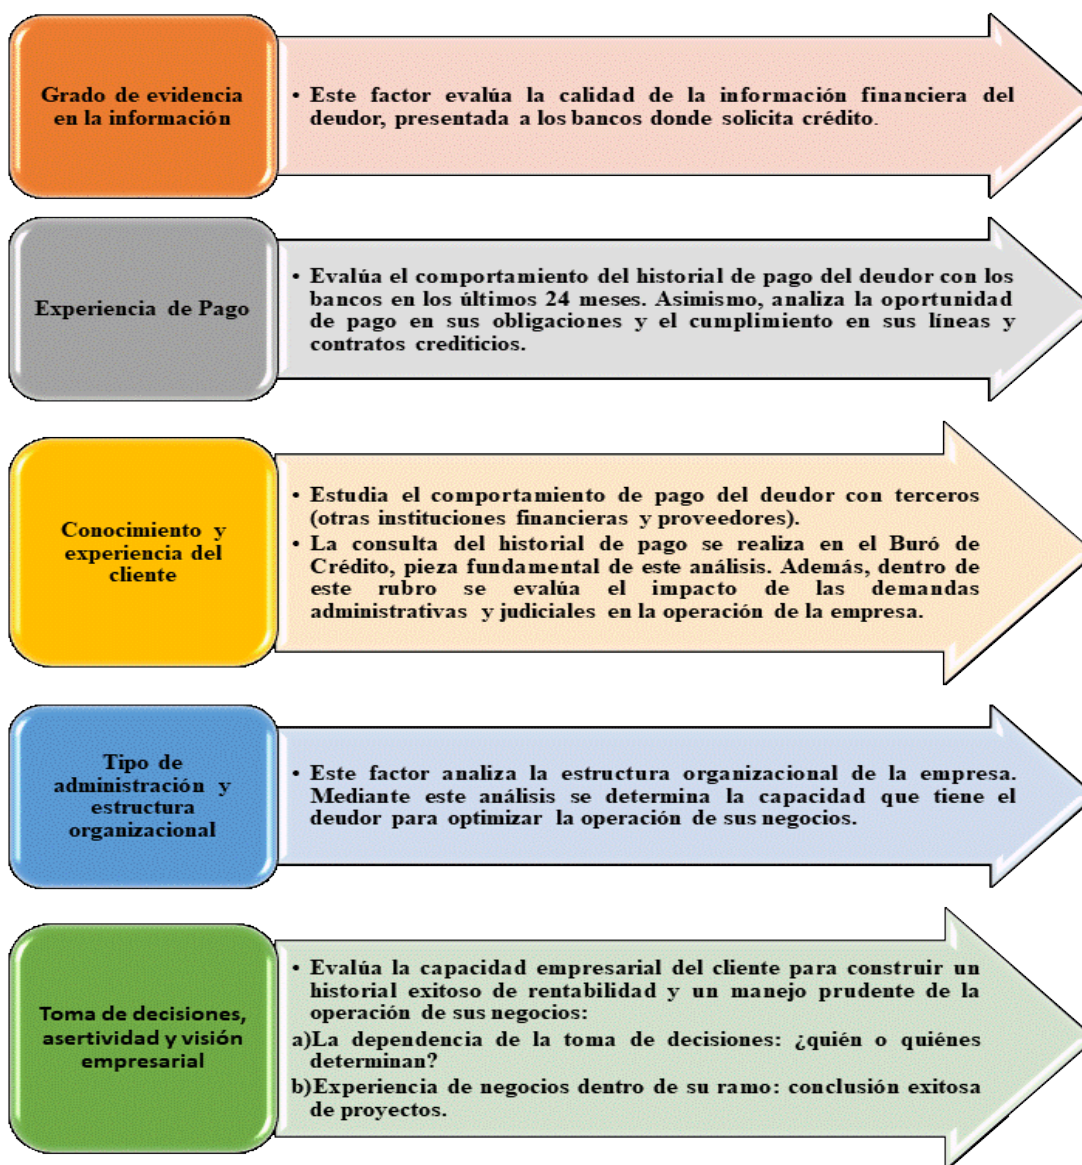 Grado de evidencia
en la información
• Este factor evalúa la calidad de la información financiera del
deudor, presentada a los bancos donde solicita crédito.
Experiencia de Pago
• Evalúa el comportamiento del historial de pago del deudor con los
bancos en los últimos 24 meses. Asimismo, analiza la oportunidad
de pago en sus obligaciones y el cumplimiento en sus líneas y
contratos crediticios.
Conocimiento y
experiencia del
cliente
• Estudia el comportamiento de pago del deudor con terceros
(otras instituciones financieras y proveedores).
• La consulta del historial de pago se realiza en el Buró de
Crédito, pieza fundamental de este análisis. Además, dentro de
este rubro se evalúa el impacto de las demandas
administrativas y judiciales en la operación de la empresa.
Tipo de
administración y
estructura
organizacional
• Este factor analiza la estructura organizacional de la empresa.
Mediante este análisis se determina la capacidad que tiene el
deudor para optimizar la operación de sus negocios.
Toma de decisiones,
asertividad y visión
empresarial
• Evalúa la capacidad empresarial del cliente para construir un
historial exitoso de rentabilidad y un manejo prudente de la
operación de sus negocios:
a)La dependencia de la toma de decisiones: ¿quién o quiénes
determinan?
b)Experiencia de negocios dentro de su ramo: conclusión exitosa
de proyectos.